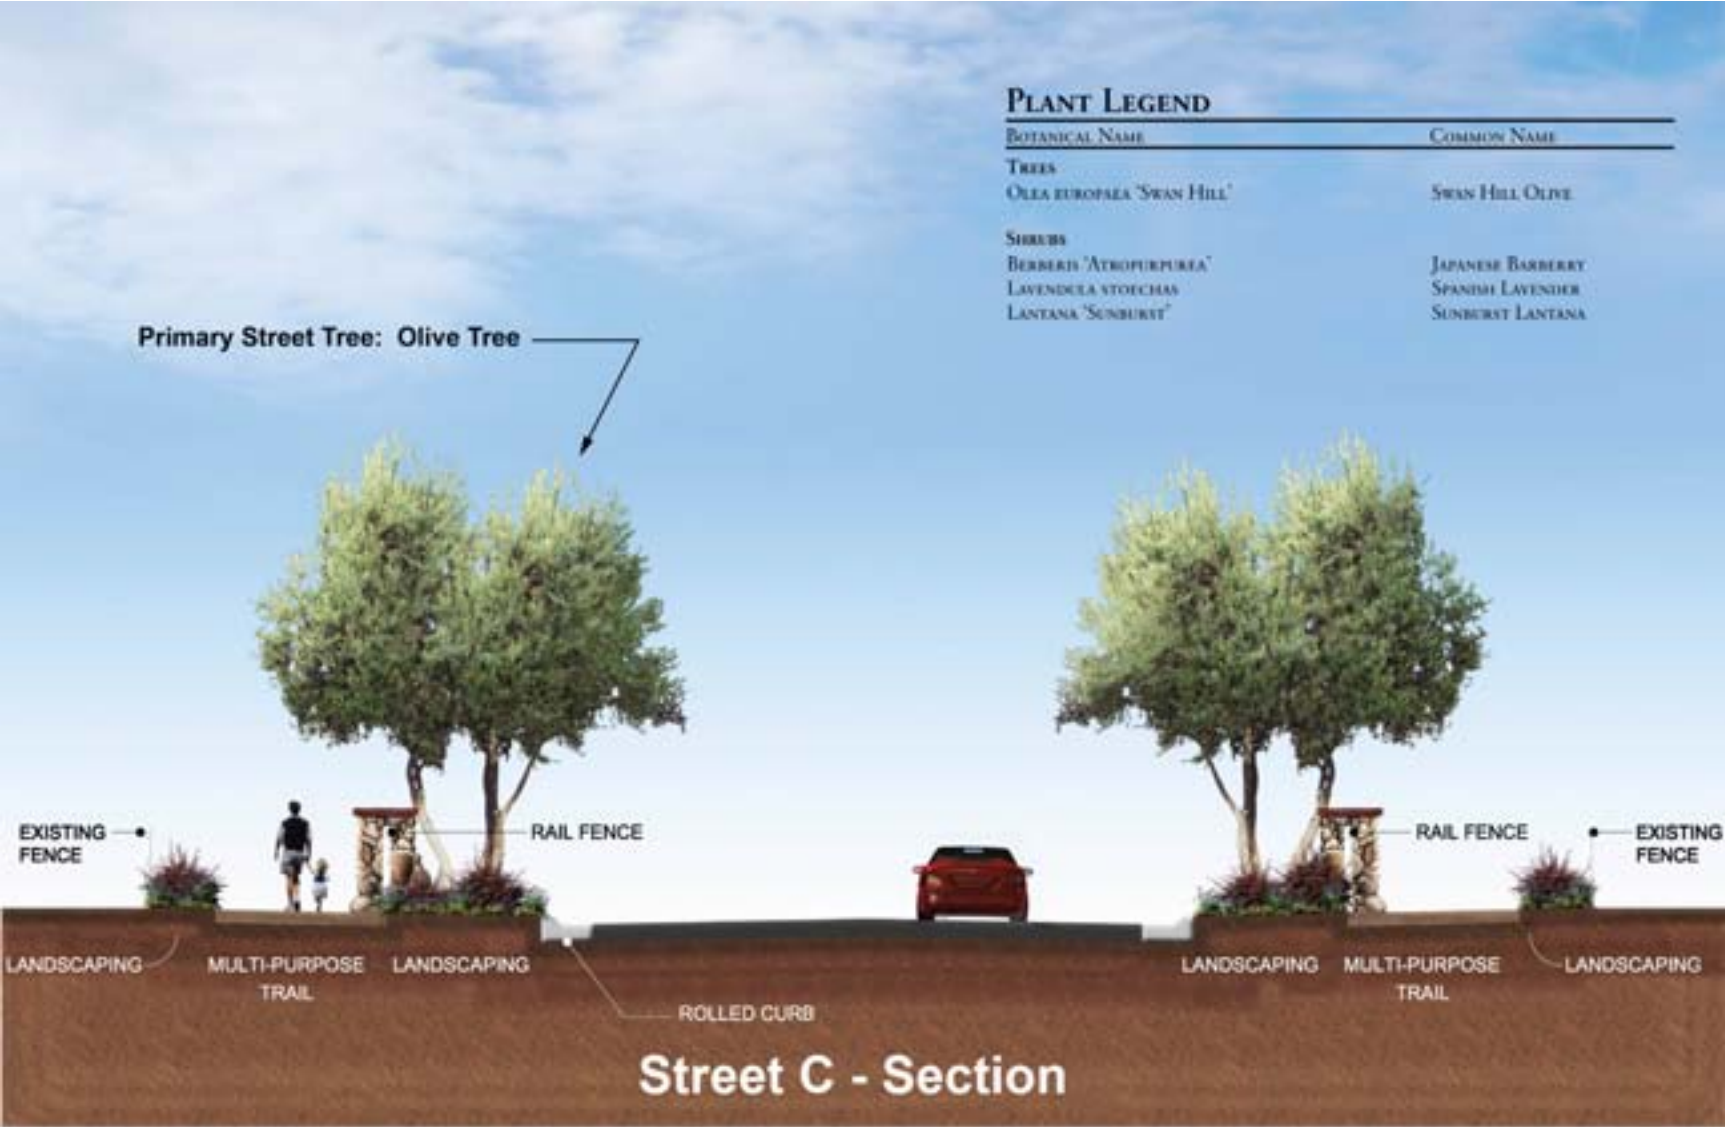 PLANT LEGEND
BOTANICAL NAME COMMON NAME
TREES
OLEA EUROPAEA 'SWAN HILL' SWAN HILL OLIVE
SHRUBS
BERBERIS 'ATROPURPUREA' JAPANESE BARBERRY
LAVENDULA STOECHAS SPANISH LAVENDER
LANTANA 'SUNBURST' SUNBURST LANTANA
Primary Street Tree: Olive Tree
EXISTING
FENCE
RAIL FENCE
RAIL FENCE
EXISTING
FENCE
LANDSCAPING
MULTI-PURPOSE
TRAIL
LANDSCAPING
ROLLED CURB
LANDSCAPING
MULTI-PURPOSE
TRAIL
LANDSCAPING
Street C - Section